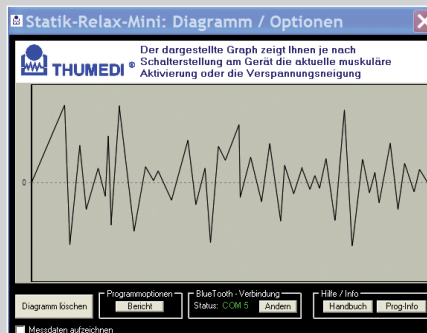 Statik-Relax-Mini: Diagramm / Optionen
THUMEDI ®
Der dargestellte Graph zeigt Ihnen je nach
Schalterstellung am Gerät die aktuelle muskuläre
Aktivierung oder die Verspannungsneigung
0
Diagramm löschen
Programmoptionen
Bericht
BlueTooth - Verbindung
Status: COM 5
Ändern
Hilfe / Info
Handbuch
Prog-Info
Messdaten aufzeichnen